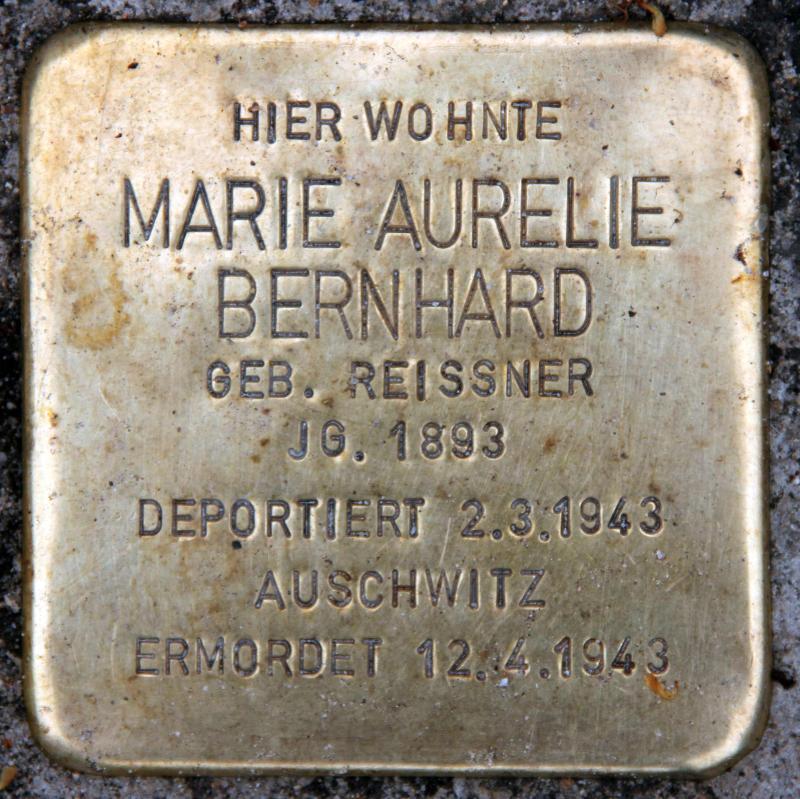 HIER WOHNTE
MARIE AURELIE
BERNHARD
GEB. REISSNER
JG. 1893
DEPORTIERT 2.3.1943
AUSCHWITZ
ERMORDET 12.4.1943